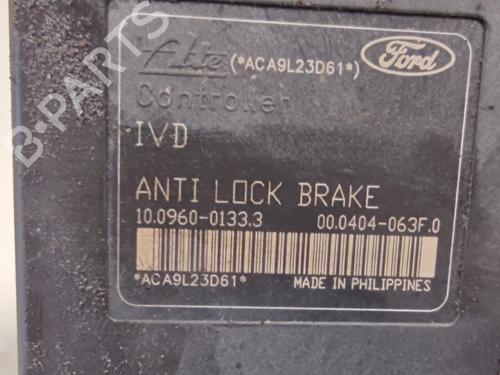 Ate (*ACA9L23D61*) Ford
Controller
IVD
ANTI LOCK BRAKE
10.0960-0133.3 00.0404-063F.0
*ACA9L23D61* MADE IN PHILIPPINES
B-PARTS